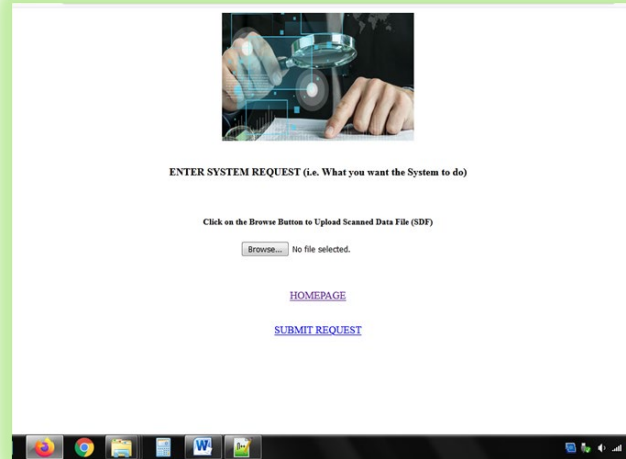 ENTER SYSTEM REQUEST (i.e. What you want the System to do)
Click on the Browse Button to Upload Scanned Data File (SDF)
Browse... No file selected.
HOMEPAGE
SUBMIT REQUEST